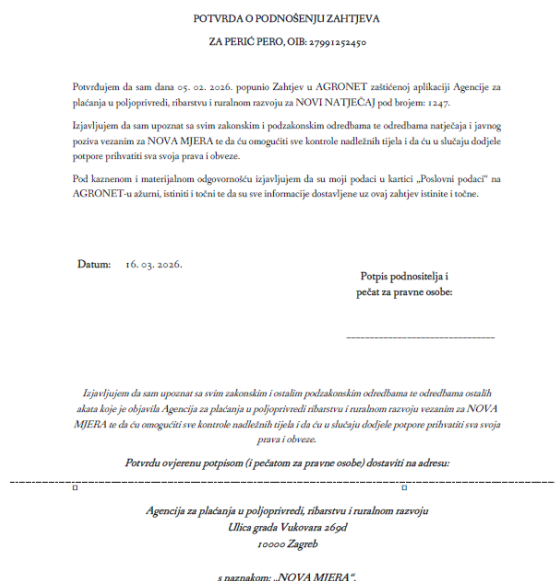 POTVRDA O PODNOŠENJU ZAHTJEVA
ZA PERIĆ PERO, OIB: 27991252450
Potvrđujem da sam dana 05. 02. 2026. popunio Zahtjev u AGRONET zaštićenoj aplikaciji Agencije za
plaćanja u poljoprivredi, ribarstvu i ruralnom razvoju za NOVI NATJEČAJ pod brojem: 1247.
Izjavljujem da sam upoznat sa svim zakonskim i podzakonskim odredbama te odredbama natječaja i javnog
poziva vezanim za NOVA MJERA te da ću omogućiti sve kontrole nadležnih tijela i da ću u slučaju dodjele
potpore prihvatiti sva svoja prava i obveze.
Pod kaznenom i materijalnom odgovornošću izjavljujem da su moji podaci u kartici „Poslovni podaci“ na
AGRONET-u ažurni, istiniti i točni te da su sve informacije dostavljene uz ovaj zahtjev istinite i točne.
Datum: 16. 03. 2026.
Potpis podnositelja i
pečat za pravne osobe:
Izjavljujem da sam upoznat sa svim zakonskim i ostalim podzakonskim odredbama te odredbama ostalih
akata koje je objavila Agencija za plaćanja u poljoprivredi ribarstvu i ruralnom razvoju vezanim za NOVA
MJERA te da ću omogućiti sve kontrole nadležnih tijela i da ću u slučaju dodjele potpore prihvatiti sva svoja
prava i obveze.
Potvrdu ovjerenu potpisom (i pečatom za pravne osobe) dostaviti na adresu:
Agencija za plaćanja u poljoprivredi, ribarstvu i ruralnom razvoju
Ulica grada Vukovara 269d
10000 Zagreb
s naznakom: „NOVA MJERA“.